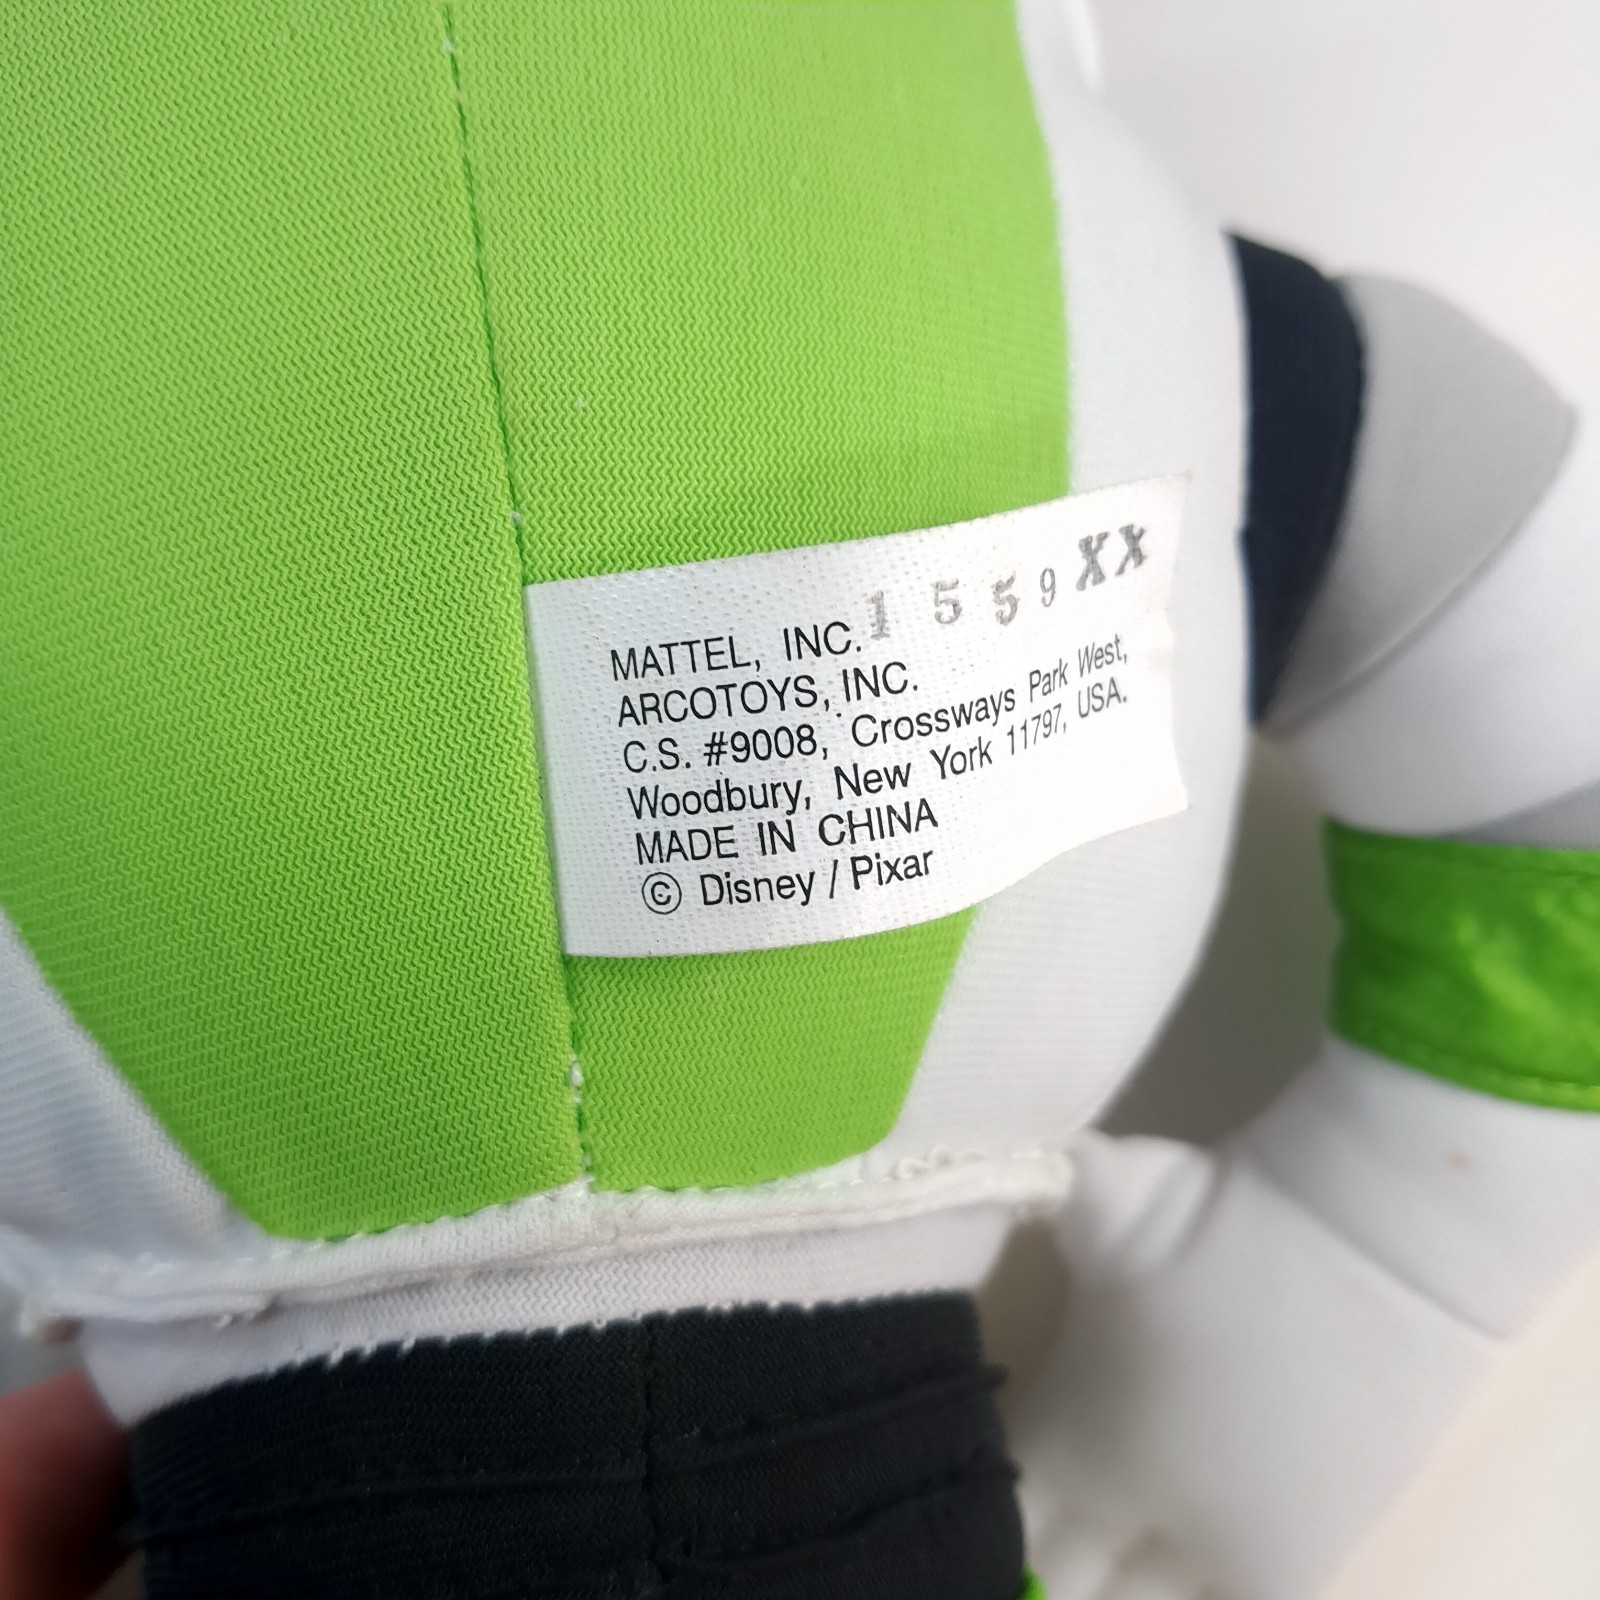 1 5 5 9 XX
MATTEL, INC.
ARCOTOYS, INC.
C.S. #9008, Crossways Park West,
Woodbury, New York 11797, USA.
MADE IN CHINA
© Disney / Pixar